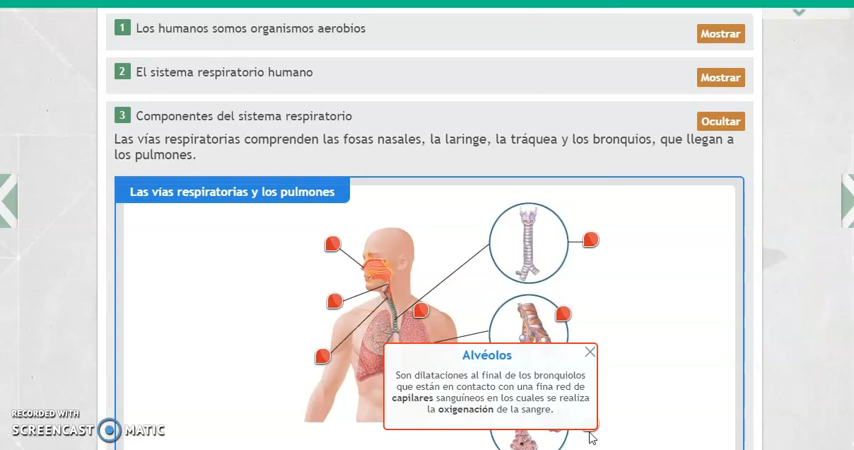 1 Los humanos somos organismos aerobios
Mostrar
2 El sistema respiratorio humano
Mostrar
3 Componentes del sistema respiratorio
Ocultar
Las vías respiratorias comprenden las fosas nasales, la laringe, la tráquea y los bronquios, que llegan a
los pulmones.
Las vías respiratorias y los pulmones
Alvéolos
Son dilataciones al final de los bronquiolos
que están en contacto con una fina red de
capilares sanguíneos en los cuales se realiza
la oxigenación de la sangre.
RECORDED WITH
SCREENCAST MATIC